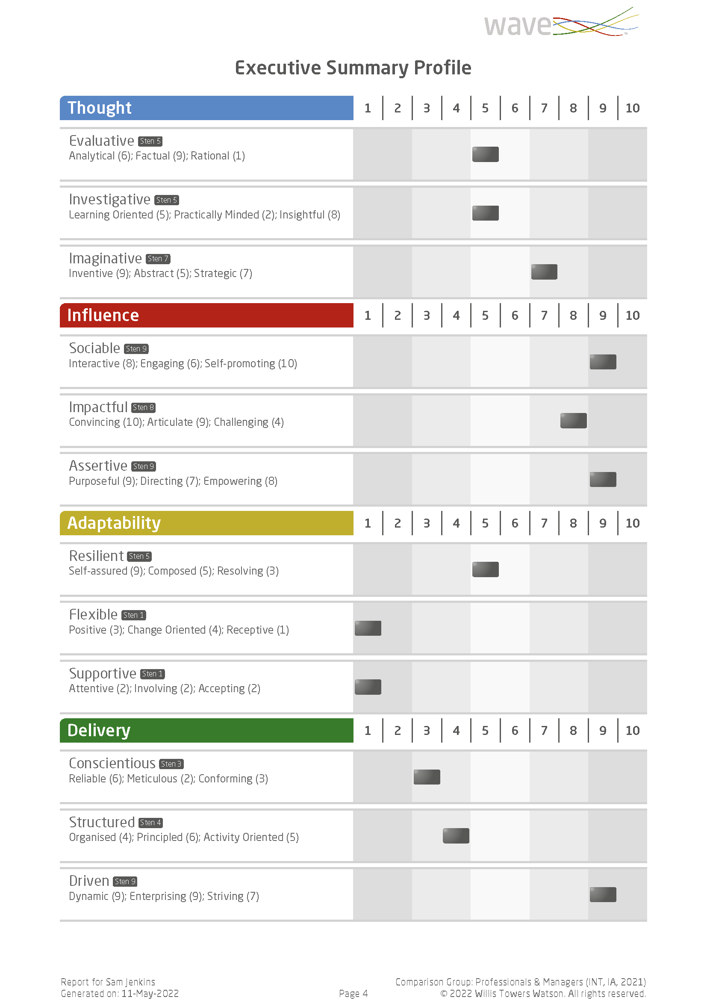 wave
Executive Summary Profile
Thought 1 2 3 4 5 6 7 8 9 10
Evaluative Sten 5
Analytical (6); Factual (9); Rational (1)
Investigative Sten 5
Learning Oriented (5); Practically Minded (2); Insightful (8)
Imaginative Sten 7
Inventive (9); Abstract (5); Strategic (7)
Influence 1 2 3 4 5 6 7 8 9 10
Sociable Sten 9
Interactive (8); Engaging (6); Self-promoting (10)
Impactful Sten 8
Convincing (10); Articulate (9); Challenging (4)
Assertive Sten 9
Purposeful (9); Directing (7); Empowering (8)
Adaptability 1 2 3 4 5 6 7 8 9 10
Resilient Sten 5
Self-assured (9); Composed (5); Resolving (3)
Flexible Sten 1
Positive (3); Change Oriented (4); Receptive (1)
Supportive Sten 1
Attentive (2); Involving (2); Accepting (2)
Delivery 1 2 3 4 5 6 7 8 9 10
Conscientious Sten 3
Reliable (6); Meticulous (2); Conforming (3)
Structured Sten 4
Organised (4); Principled (6); Activity Oriented (5)
Driven Sten 9
Dynamic (9); Enterprising (9); Striving (7)
Report for Sam Jenkins Comparison Group: Professionals & Managers (INT, IA, 2021)
Generated on: 11-May-2022 Page 4 © 2022 Willis Towers Watson. All rights reserved.